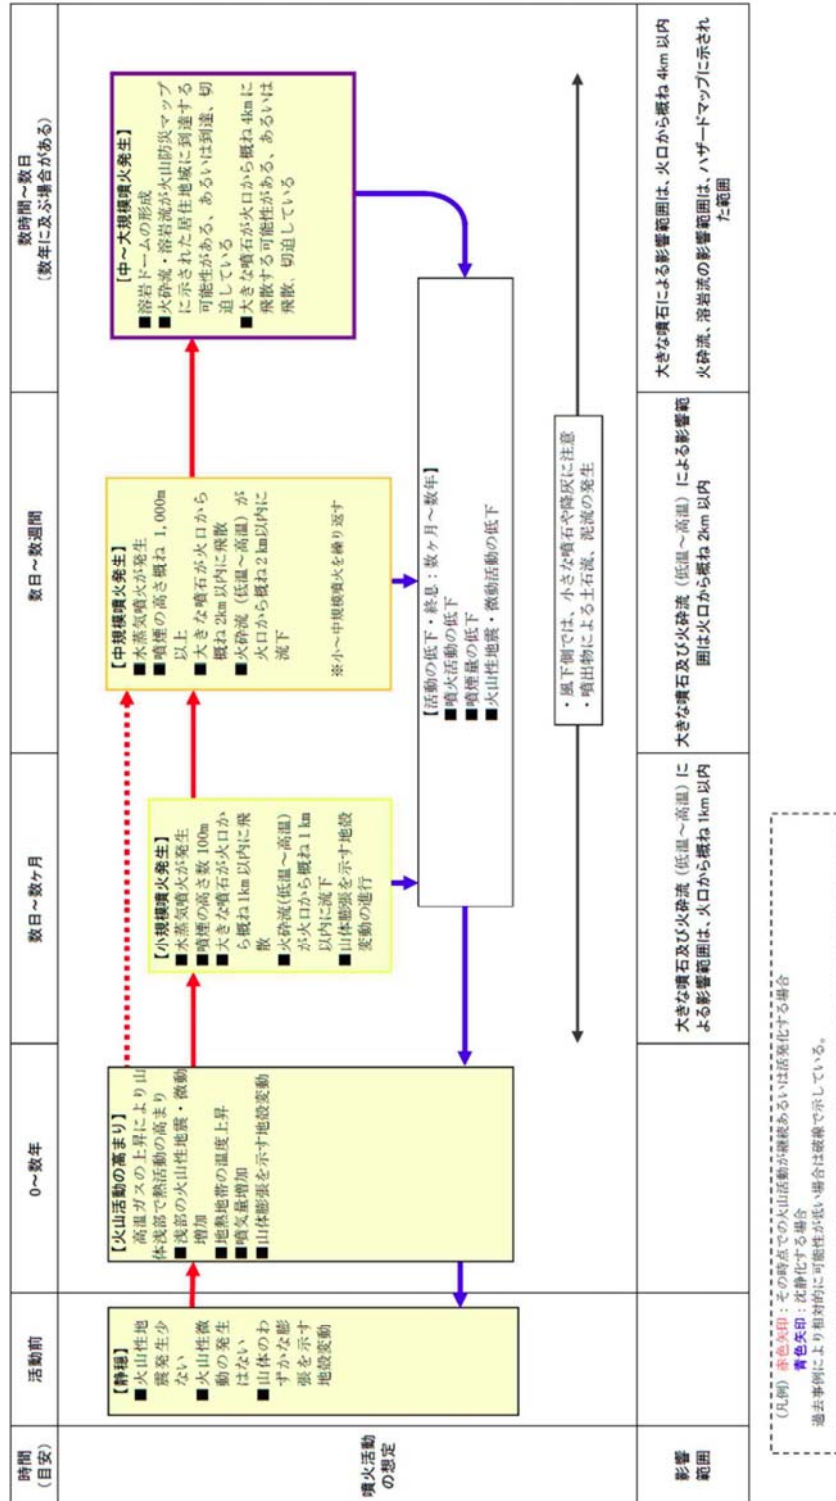 時間
(目安)
活動前
0～数年
数日～数ヶ月
数日～数週間
数時間～数日
(数年に及ぶ場合がある)
噴火活動
の想定
【静穏】
■火山性地
震発生少
ない
■火山性微
動の発生
はない
■山体のわ
ずかな膨
張を示す
地殻変動
【火山活動の高まり】
高温ガスの上昇により山
体浅部で熱活動の高まり
■浅部の火山性地震・微動
増加
■地熱地帯の温度上昇
■噴気量増加
■山体膨張を示す地殻変動
【小規模噴火発生】
■水蒸気噴火が発生
■噴煙の高さ数100m
■大きな噴石が火口か
ら概ね1km以内に飛
散
■火砕流(低温～高温)
が火口から概ね1km
以内に流下
■山体膨張を示す地殻
変動の進行
【中規模噴火発生】
■水蒸気噴火が発生
■噴煙の高さ概ね1,000m
以上
■大きな噴石が火口から
概ね2km以内に飛散
■火砕流（低温～高温）が
火口から概ね2km以内に
流下
※小～中規模噴火を繰り返す
【中～大規模噴火発生】
■溶岩ドームの形成
■火砕流・溶岩流が火山防災マップ
に示された居住地域に到達する
可能性がある、あるいは到達、切
迫している
■大きな噴石が火口から概ね4kmに
飛散する可能性がある、あるいは
飛散、切迫している
【活動の低下・終息：数ヶ月～数年】
■噴火活動の低下
■噴煙量の低下
■火山性地震・微動活動の低下
・風下側では、小さな噴石や降灰に注意
・噴出物による土石流、泥流の発生
影響
範囲
大きな噴石及び火砕流（低温～高温）に
よる影響範囲は、火口から概ね1km以内
大きな噴石及び火砕流（低温～高温）による影響範
囲は火口から概ね2km以内
大きな噴石による影響範囲は、火口から概ね4km以内
火砕流、溶岩流の影響範囲は、ハザードマップに示され
た範囲
(凡例) 赤色矢印：その時点での火山活動が継続あるいは活発化する場合
青色矢印：沈静化する場合
過去事例により相対的に可能性が低い場合は破線で示している。